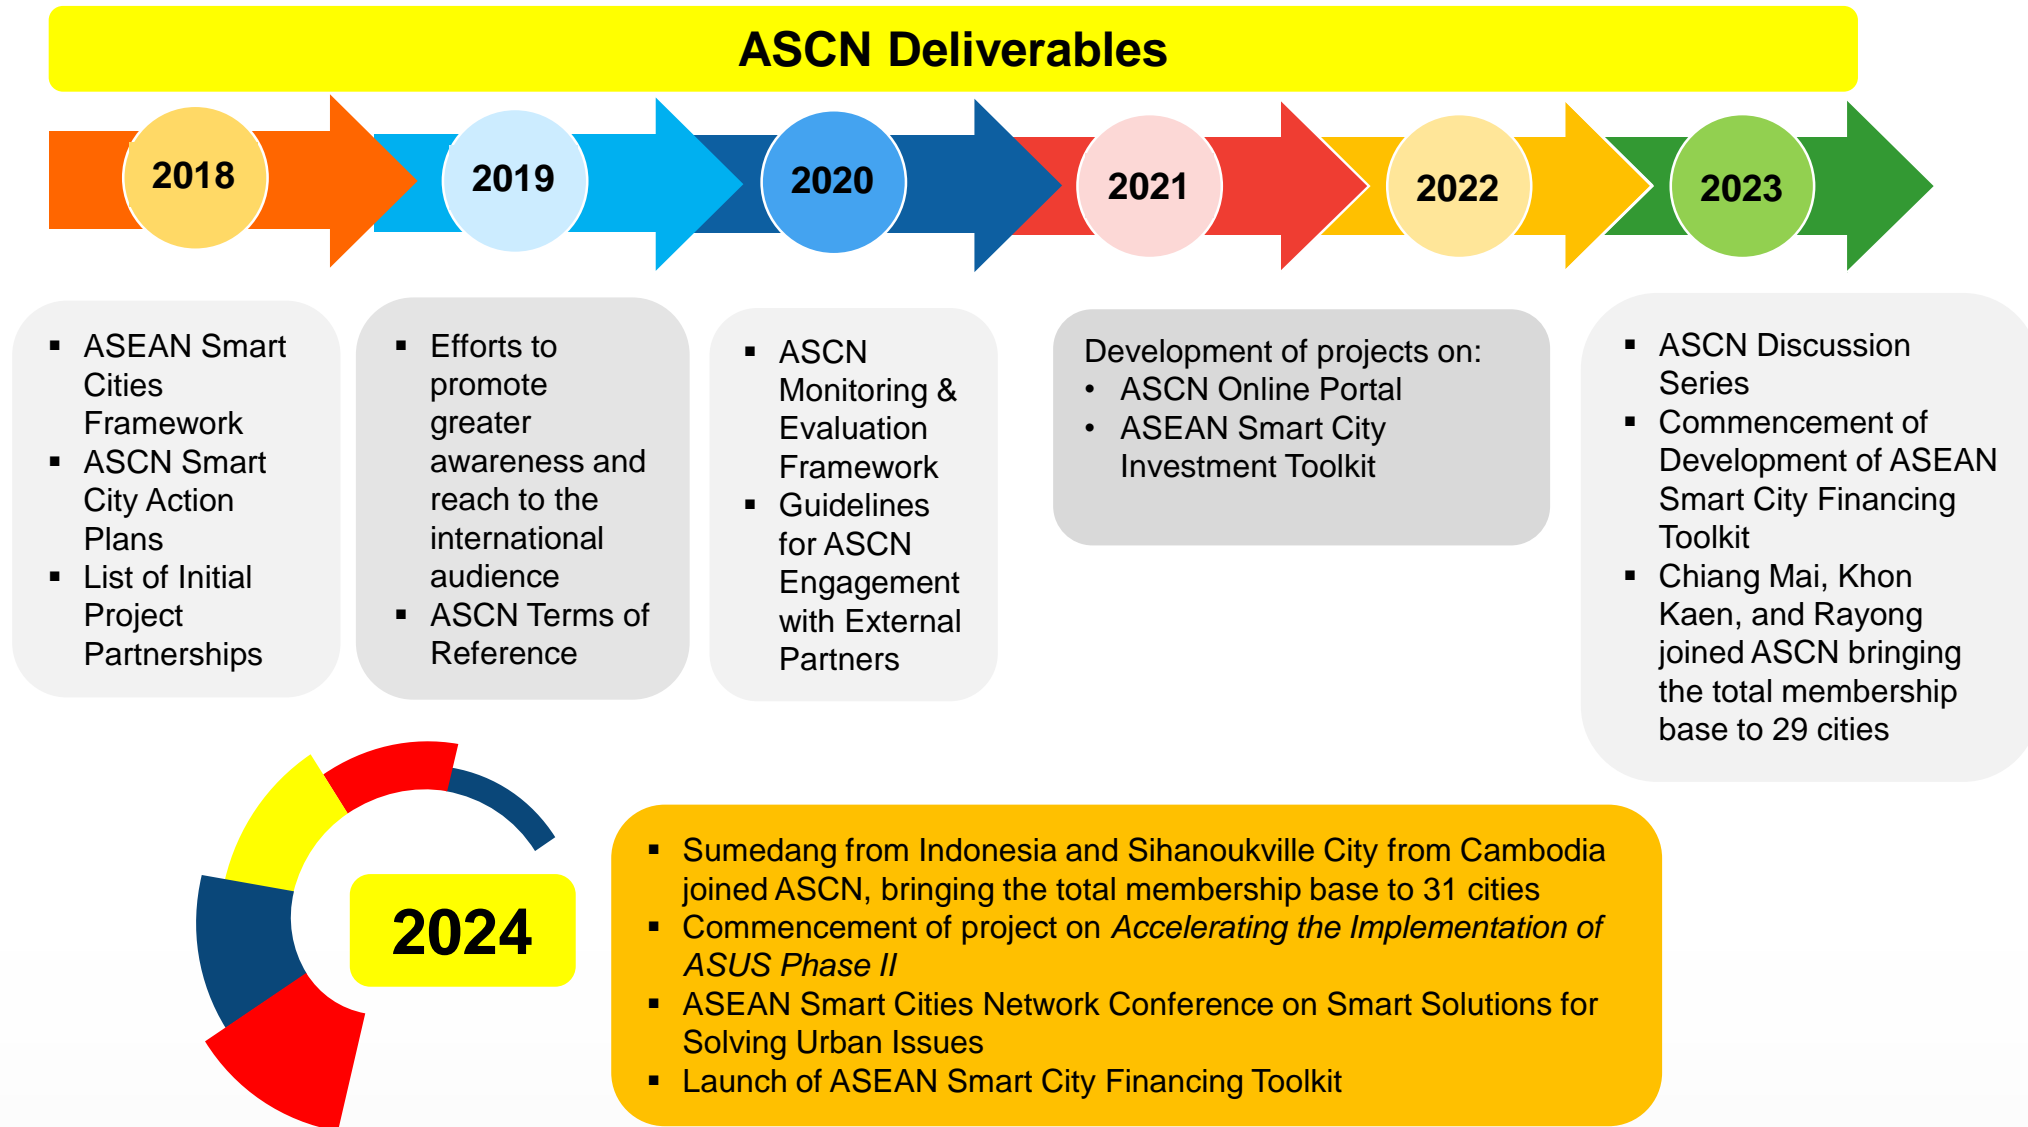 ASCN Deliverables
2018
2019
2020
2021
2022
2023
▪ ASEAN Smart
Cities
Framework
▪ ASCN Smart
City Action
Plans
▪ List of Initial
Project
Partnerships
▪ Efforts to
promote
greater
awareness and
reach to the
international
audience
▪ ASCN Terms of
Reference
▪ ASCN
Monitoring &
Evaluation
Framework
▪ Guidelines
for ASCN
Engagement
with External
Partners
Development of projects on:
• ASCN Online Portal
• ASEAN Smart City
Investment Toolkit
▪ ASCN Discussion
Series
▪ Commencement of
Development of ASEAN
Smart City Financing
Toolkit
▪ Chiang Mai, Khon
Kaen, and Rayong
joined ASCN bringing
the total membership
base to 29 cities
2024
▪ Sumedang from Indonesia and Sihanoukville City from Cambodia
joined ASCN, bringing the total membership base to 31 cities
▪ Commencement of project on Accelerating the Implementation of
ASUS Phase II
▪ ASEAN Smart Cities Network Conference on Smart Solutions for
Solving Urban Issues
▪ Launch of ASEAN Smart City Financing Toolkit